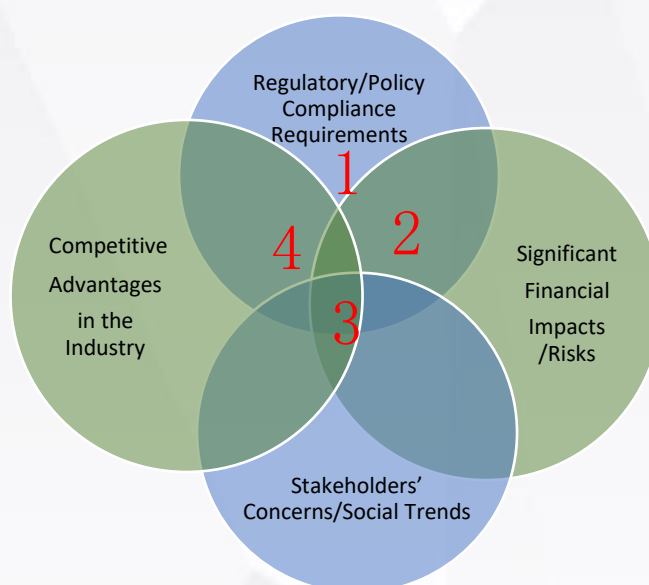 Regulatory/Policy
Compliance
Requirements
1
2
4
Competitive
Advantages
in the
Industry
Significant
Financial
Impacts
/Risks
3
Stakeholders’
Concerns/Social Trends